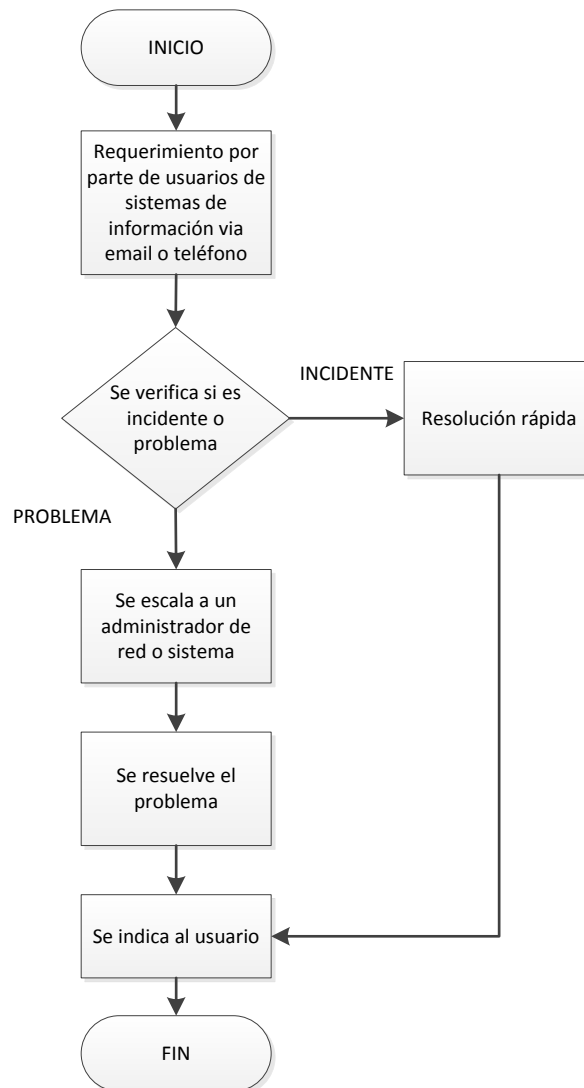 INICIO
Requerimiento por
parte de usuarios de
sistemas de
información via
email o teléfono
Se verifica si es
incidente o
problema
INCIDENTE
Resolución rápida
PROBLEMA
Se escala a un
administrador de
red o sistema
Se resuelve el
problema
Se indica al usuario
FIN